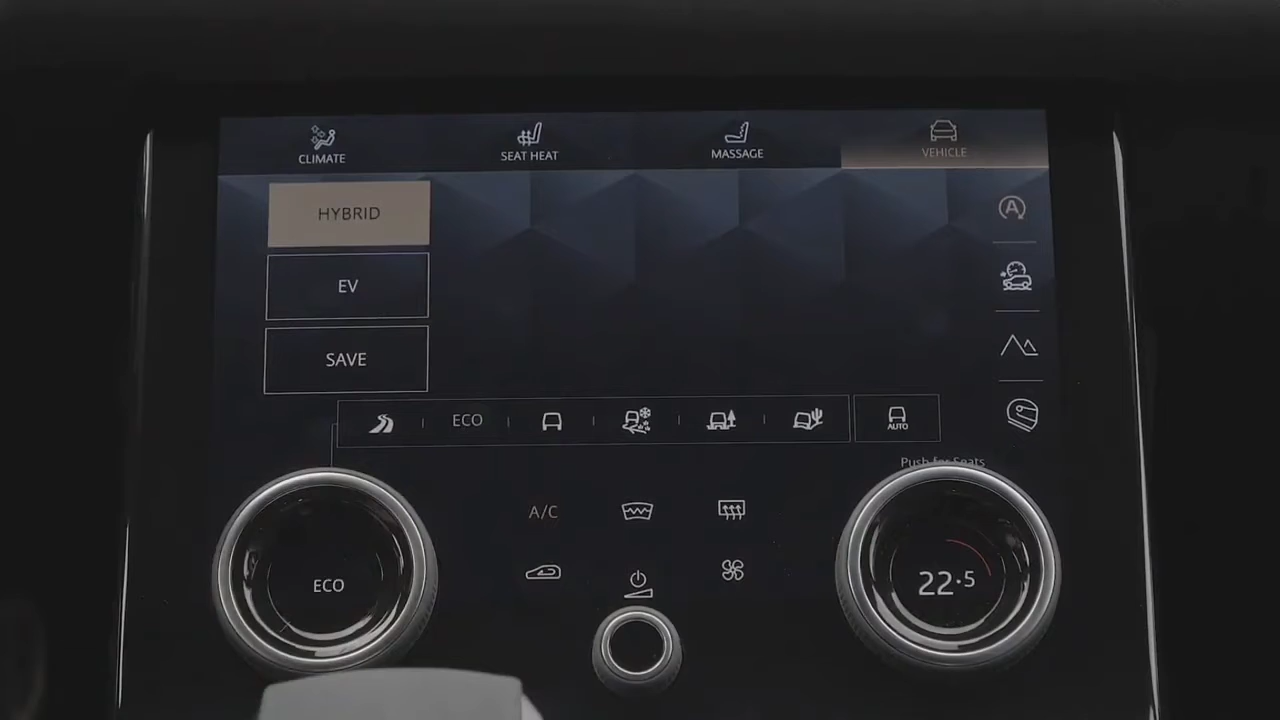 CLIMATE
SEAT HEAT
MASSAGE
VEHICLE
HYBRID
A
EV
SAVE
ECO
AUTO
Push for Seats
A/C
ECO
22.5